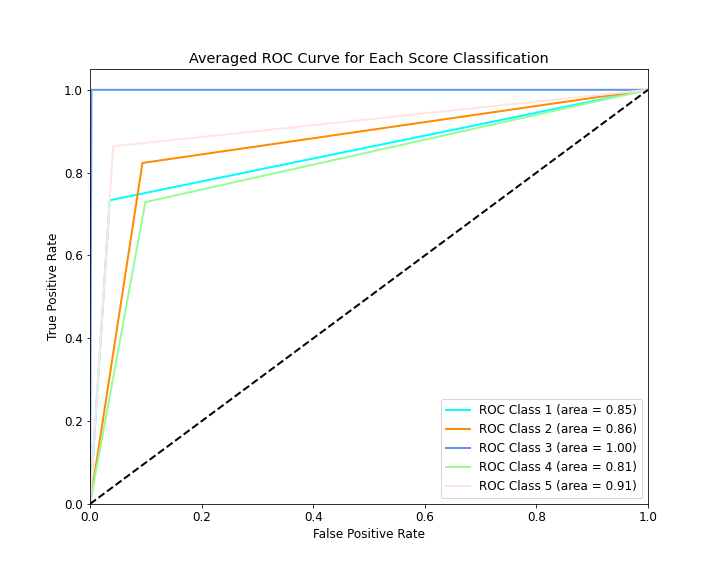 Averaged ROC Curve for Each Score Classification
True Positive Rate
1.0
0.8
0.6
0.4
0.2
0.0
0.0
0.2
0.4
0.6
0.8
1.0
False Positive Rate
ROC Class 1 (area = 0.85)
ROC Class 2 (area = 0.86)
ROC Class 3 (area = 1.00)
ROC Class 4 (area = 0.81)
ROC Class 5 (area = 0.91)